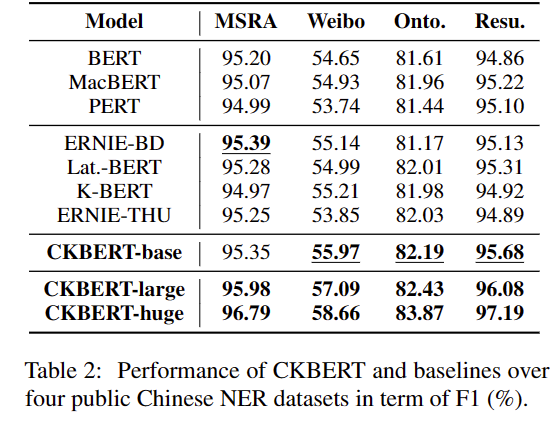 Model MSRA Weibo Onto. Resu.
BERT 95.20 54.65 81.61 94.86
MacBERT 95.07 54.93 81.96 95.22
PERT 94.99 53.74 81.44 95.10
ERNIE-BD 95.39 55.14 81.17 95.13
Lat.-BERT 95.28 54.99 82.01 95.31
K-BERT 94.97 55.21 81.98 94.92
ERNIE-THU 95.25 53.85 82.03 94.89
CKBERT-base 95.35 55.97 82.19 95.68
CKBERT-large 95.98 57.09 82.43 96.08
CKBERT-huge 96.79 58.66 83.87 97.19
Table 2: Performance of CKBERT and baselines over
four public Chinese NER datasets in term of F1 (%).